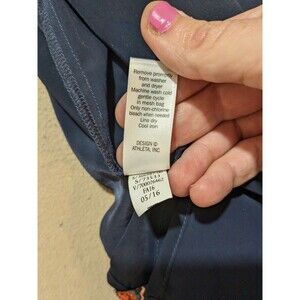 Remove promptly
from washer
and dryer
Machine wash cold
gentle cycle
in mesh bag
Only non-chlorine
bleach when needed
Line dry
Cool iron
DESIGN ©
ATHLETA, INC.
FA16
05/16